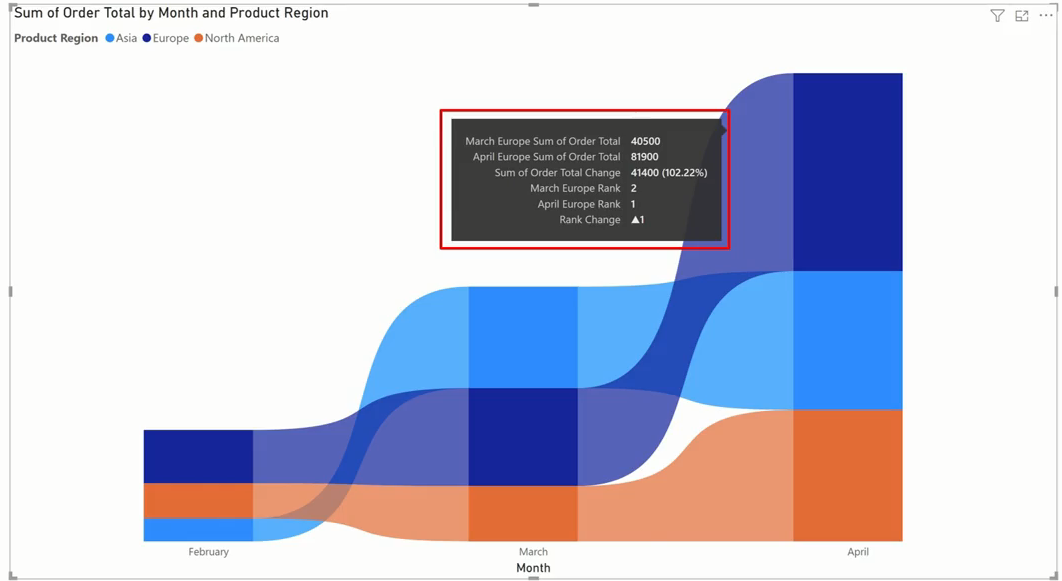 Sum of Order Total by Month and Product Region
Product Region Asia Europe North America
March Europe Sum of Order Total 40500
April Europe Sum of Order Total 81900
Sum of Order Total Change 41400 (102.22%)
March Europe Rank 2
April Europe Rank 1
Rank Change ▲1
February March April
Month